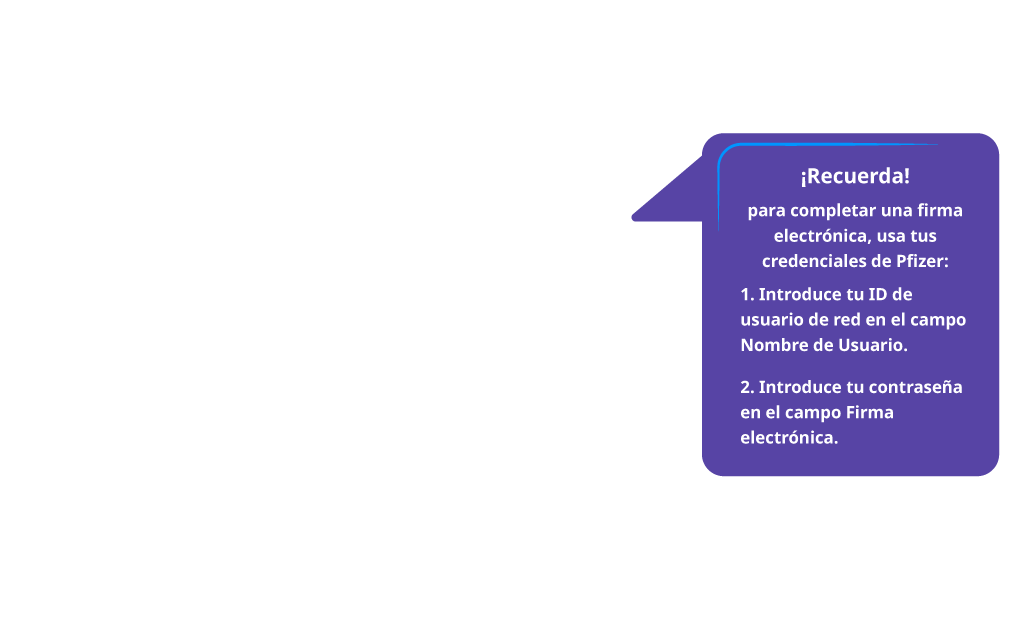 ¡Recuerda!
para completar una firma
electrónica, usa tus
credenciales de Pfizer:
1. Introduce tu ID de
usuario de red en el campo
Nombre de Usuario.
2. Introduce tu contraseña
en el campo Firma
electrónica.